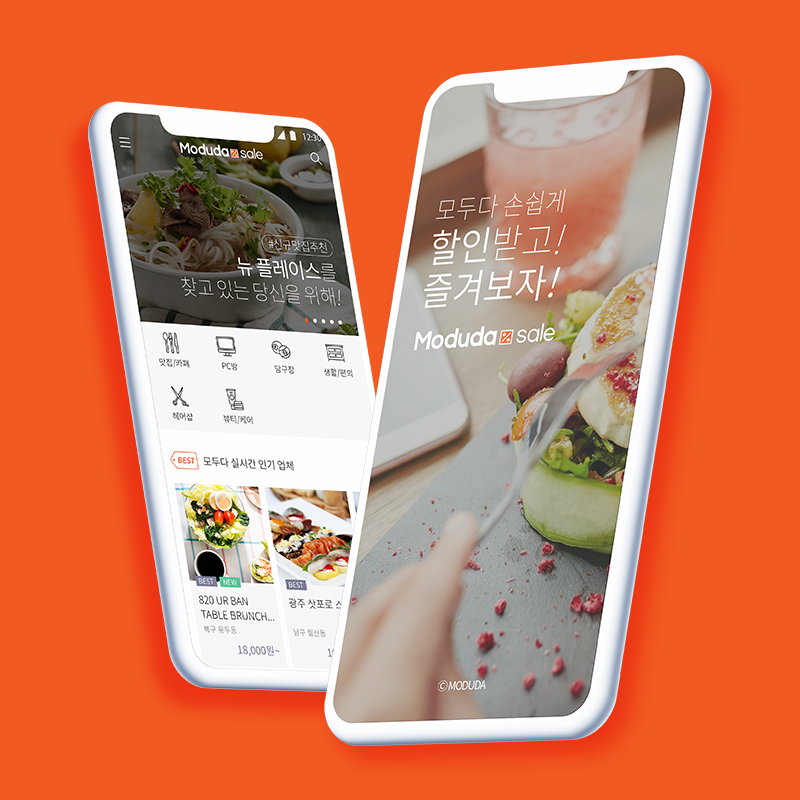 12:30
Moduda sale
#신규맛집추천
뉴 플레이스를
찾고 있는 당신을 위해!
맛집/카페
PC방
당구장
생활/편의
헤어샵
뷰티/케어
BEST 모두다 실시간 인기 업체
BEST NEW
820 UR BAN
TABLE BRUNCH...
북구 용두동
18,000원~
BEST
광주 삿포로 스
남구 월산동
모두다 손쉽게
할인받고!
즐겨보자!
Moduda sale
© MODUDA